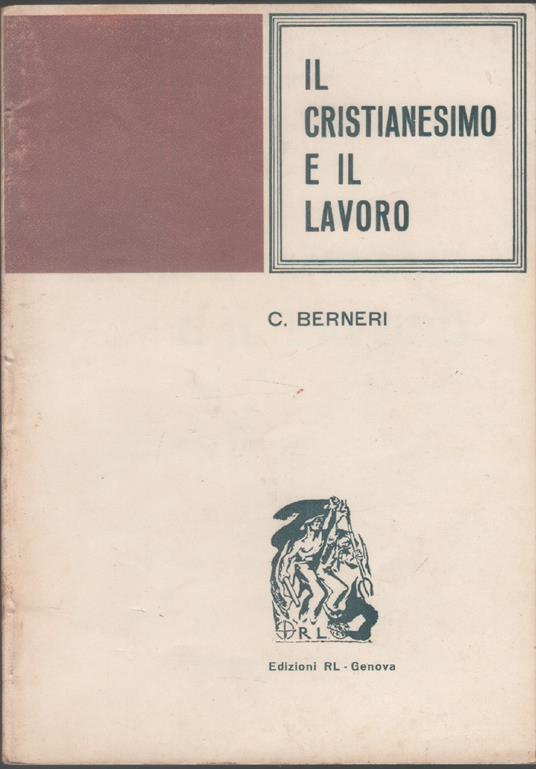 IL
CRISTIANESIMO
E IL
LAVORO
C. BERNERI
RL
Edizioni RL - Genova